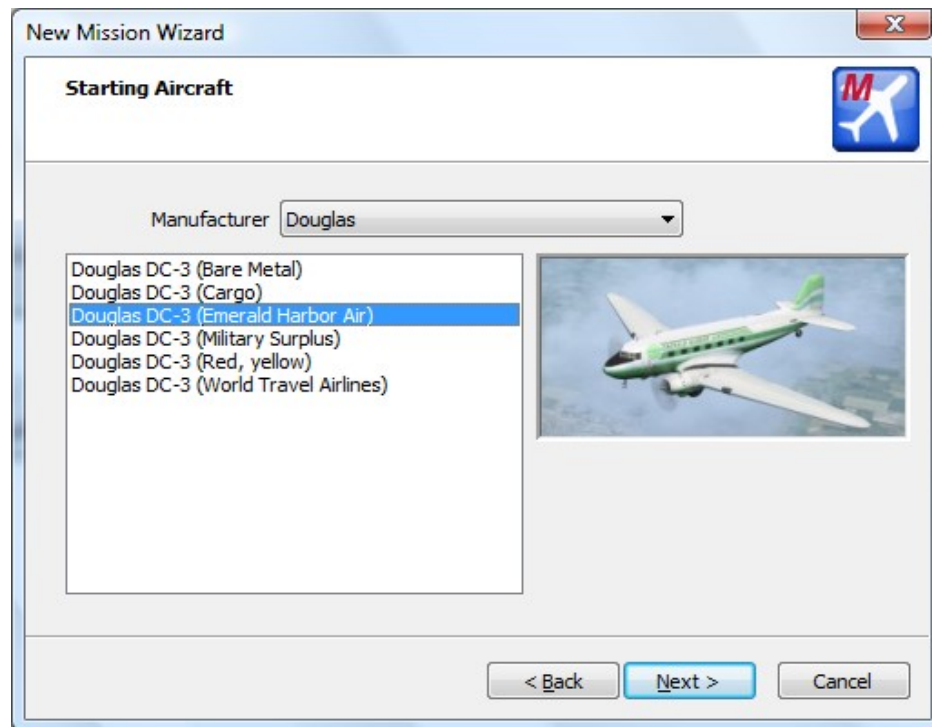 New Mission Wizard
Starting Aircraft
M
Manufacturer Douglas
Douglas DC-3 (Bare Metal)
Douglas DC-3 (Cargo)
Douglas DC-3 (Emerald Harbor Air)
Douglas DC-3 (Military Surplus)
Douglas DC-3 (Red, yellow)
Douglas DC-3 (World Travel Airlines)
< Back Next > Cancel